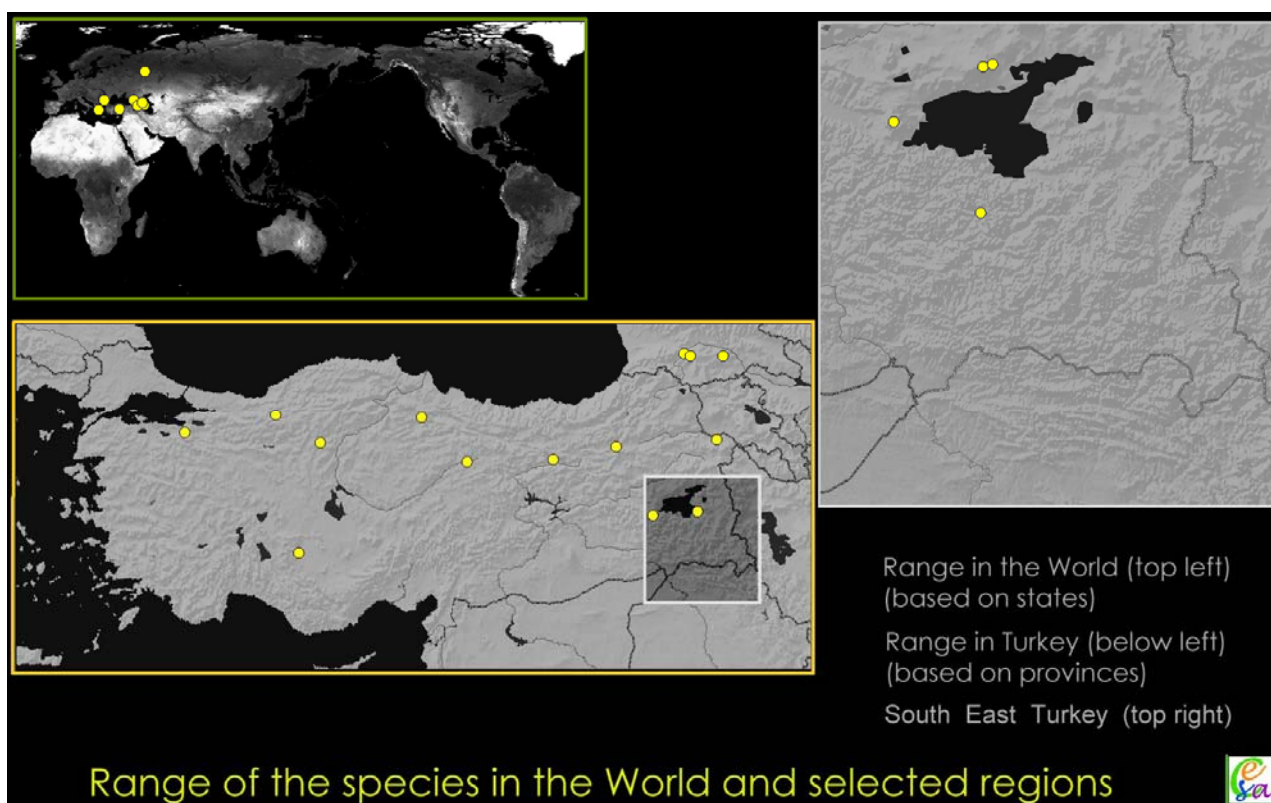 Range in the World (top left)
(based on states)
Range in Turkey (below left)
(based on provinces)
South East Turkey (top right)
Range of the species in the World and selected regions
esa